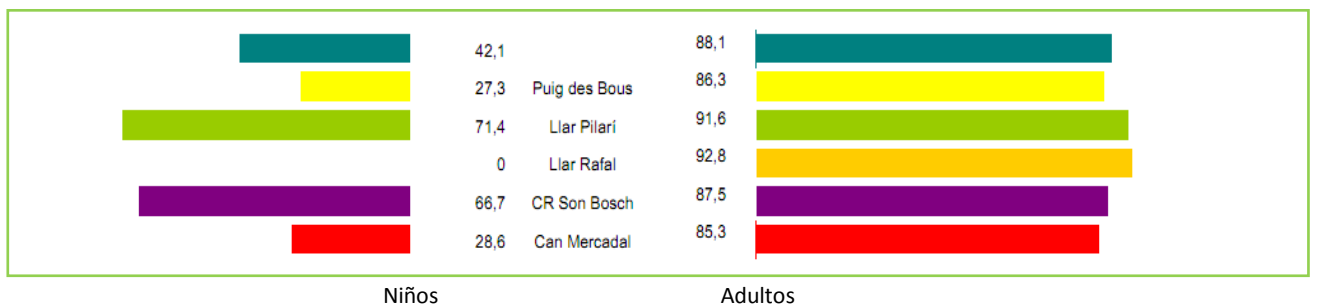 42,1 88,1
27,3 Puig des Bous 86,3
71,4 Llar Pilarí 91,6
0 Llar Rafal 92,8
66,7 CR Son Bosch 87,5
28,6 Can Mercadal 85,3
Niños Adultos